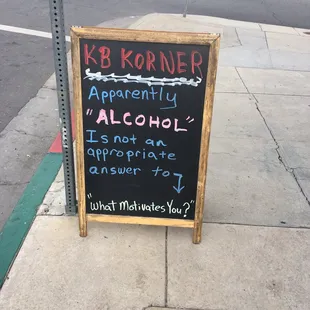 KB KORNER
Apparently
"ALCOHOL"
Is not an
appropriate
answer to
"What Motivates You?"